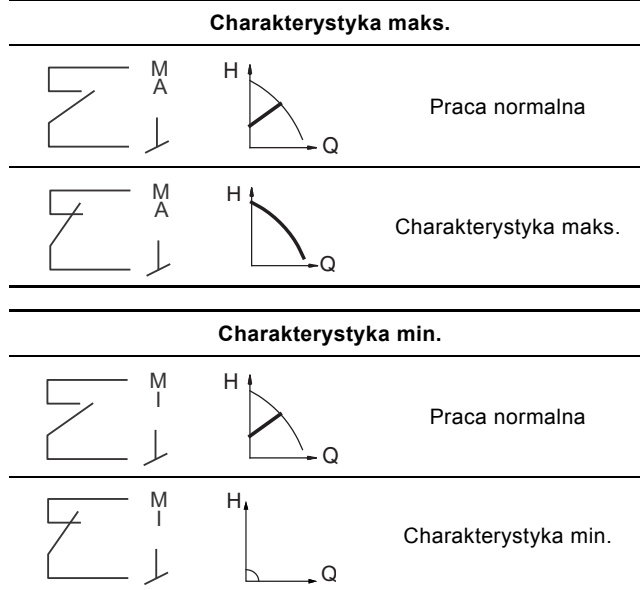 Charakterystyka maks.
M
A
H
Q
Praca normalna
M
A
H
Q
Charakterystyka maks.
Charakterystyka min.
M
I
H
Q
Praca normalna
M
I
H
Q
Charakterystyka min.